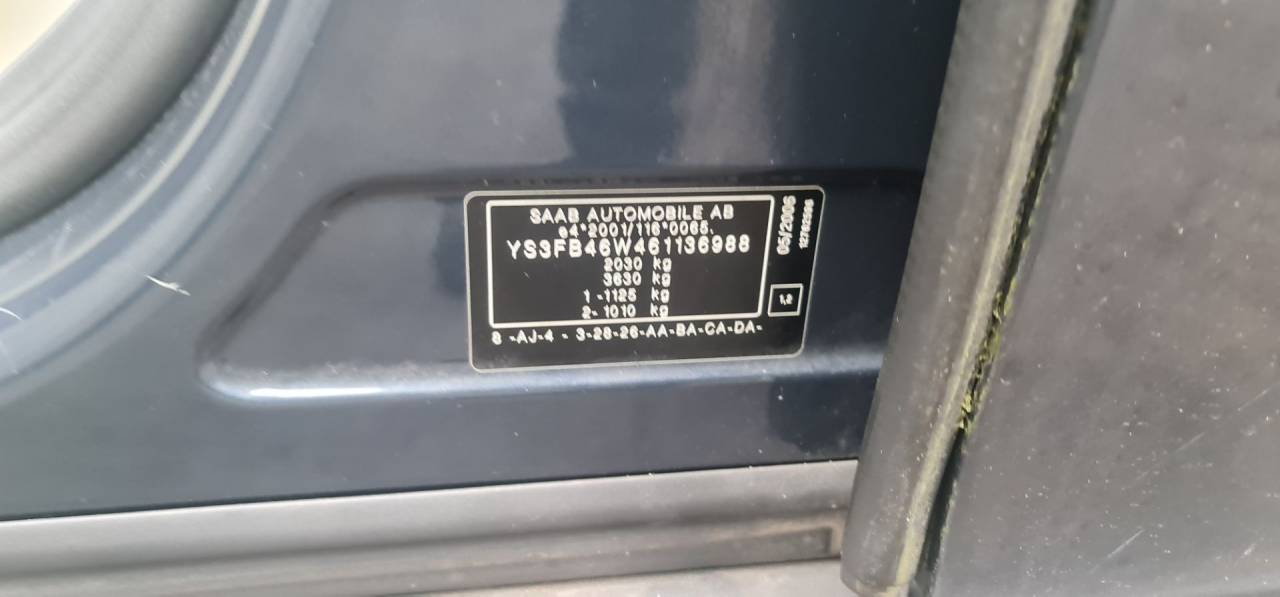 SAAB AUTOMOBILE AB
e4*2001/116*0065.
YS3FB46W461136988
2030 kg
3630 kg
1 -1125 kg
2- 1010 kg
8 -AJ-4 - 3-28-26-AA-BA-CA-DA-
05/2006
1,2